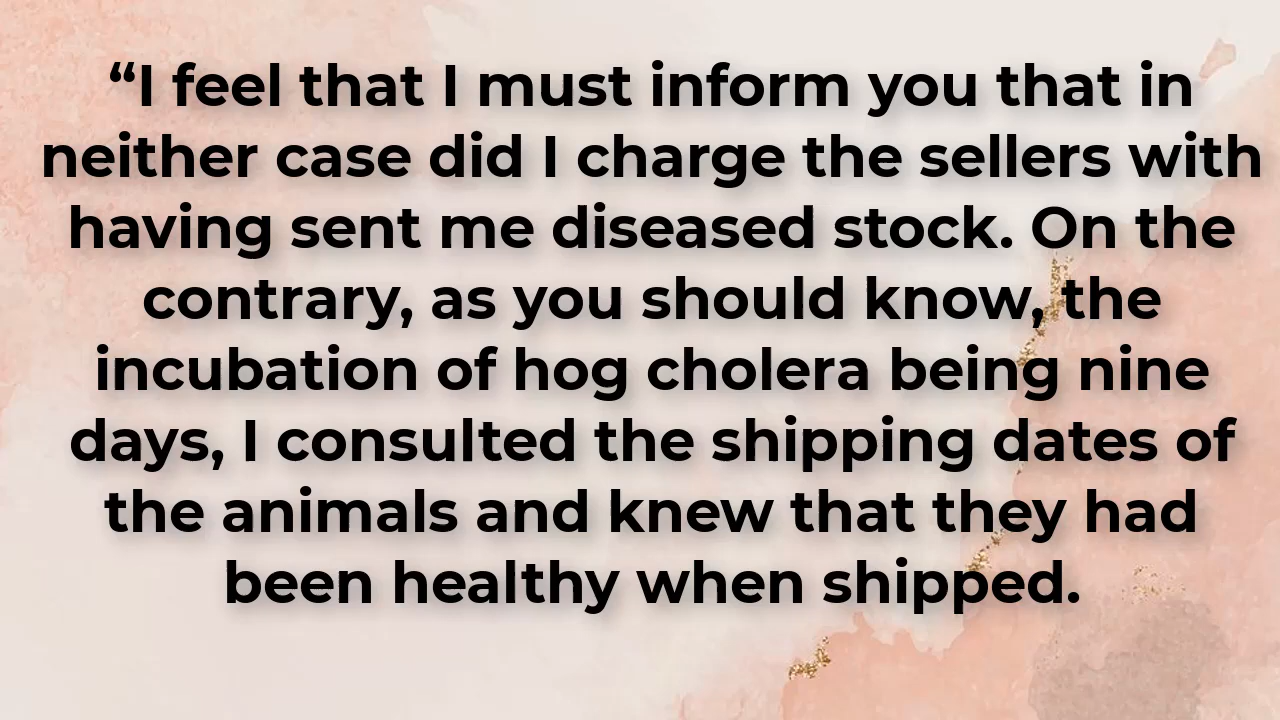 “I feel that I must inform you that in
neither case did I charge the sellers with
having sent me diseased stock. On the
contrary, as you should know, the
incubation of hog cholera being nine
days, I consulted the shipping dates of
the animals and knew that they had
been healthy when shipped.